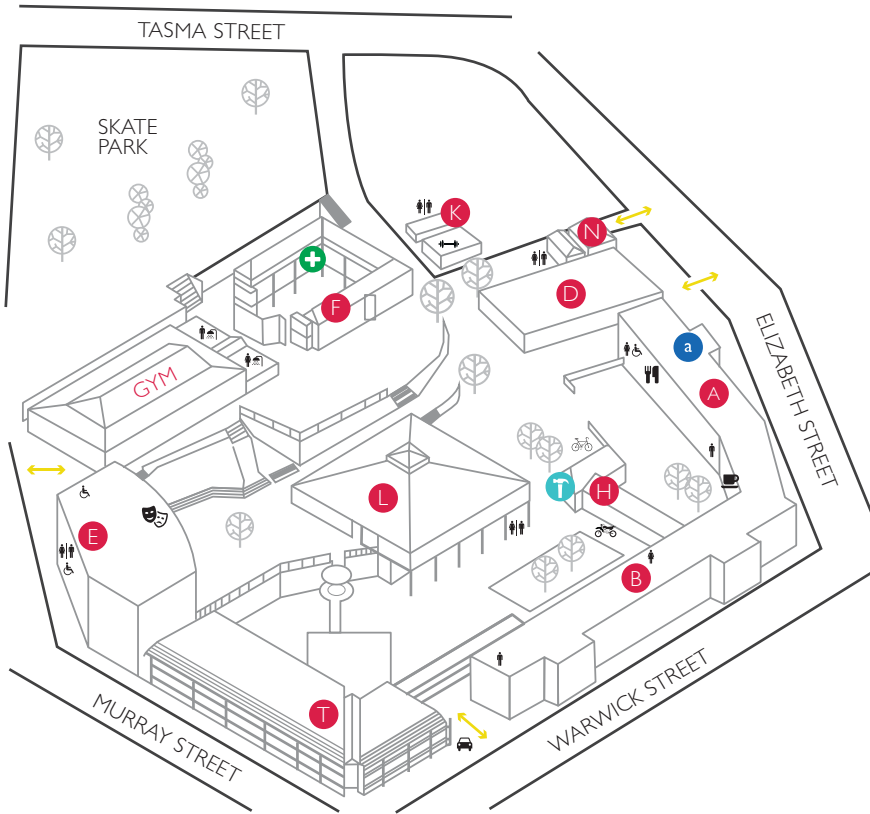 TASMA STREET
SKATE
PARK
K
N
D
F
a
A
GYM
ELIZABETH STREET
L
H
E
B
T
MURRAY STREET
WARWICK STREET